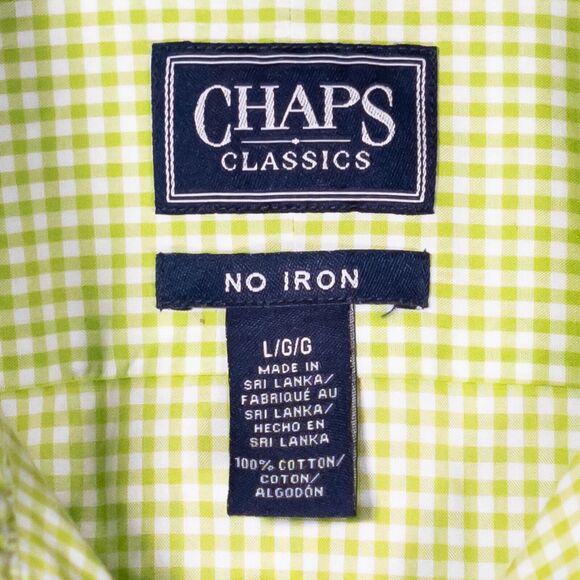 CHAPS
CLASSICS
NO IRON
L/G/G
MADE IN
SRI LANKA/
FABRIQUÉ AU
SRI LANKA/
HECHO EN
SRI LANKA
100% COTTON/
COTON/
ALGODÓN